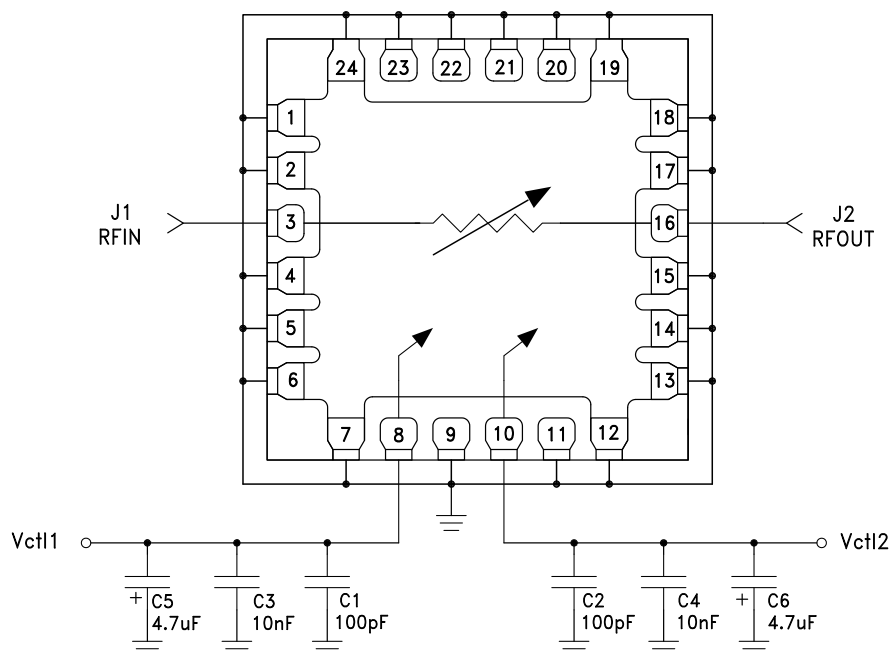 24 23 22 21 20 19
1 18
2 17
J1
RFIN
3 16
J2
RFOUT
4 15
5 14
6 13
7 8 9 10 11 12
Vctl1 Vctl2
+ C5
4.7uF
C3
10nF
C1
100pF
C2
100pF
C4
10nF
+ C6
4.7uF